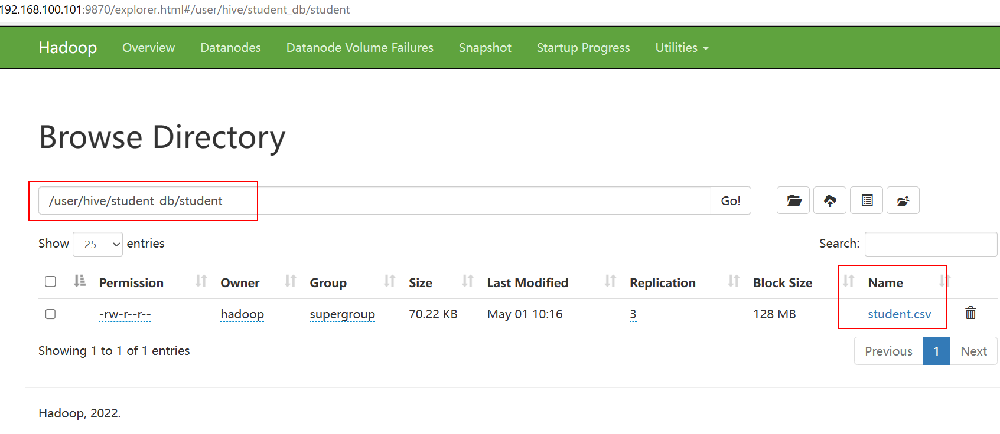 192.168.100.101:9870/explorer.html#/user/hive/student_db/student
Hadoop Overview Datanodes Datanode Volume Failures Snapshot Startup Progress Utilities
Browse Directory
/user/hive/student_db/student Go!
Show 25 entries Search:
Permission Owner Group Size Last Modified Replication Block Size Name
-rw-r--r-- hadoop supergroup 70.22 KB May 01 10:16 3 128 MB student.csv
Showing 1 to 1 of 1 entries Previous 1 Next
Hadoop, 2022.